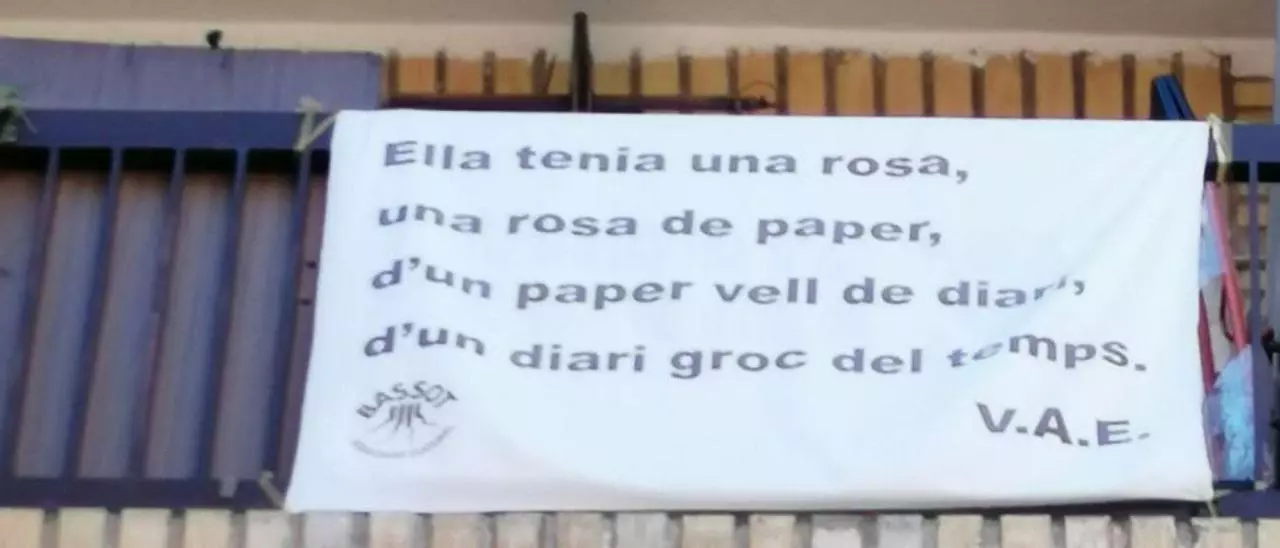 Ella tenia una rosa,
una rosa de paper,
d'un paper vell de diari,
d'un diari groc del temps.
V.A.E.
BASSOT